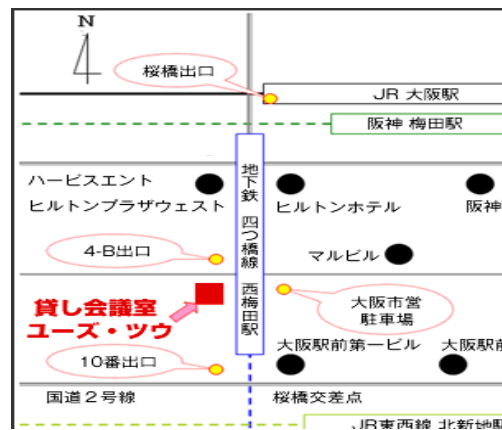 N
桜橋出口
JR 大阪駅
阪神 梅田駅
ハービスエント
ヒルトンプラザウェスト
地下鉄 四つ橋線 西梅田駅
ヒルトンホテル
阪神
4-B出口
マルビル
貸し会議室
ユーズ・ツウ
大阪市営
駐車場
10番出口
大阪駅前第一ビル
大阪駅前
国道2号線
桜橋交差点
JR東西線 北新地駅